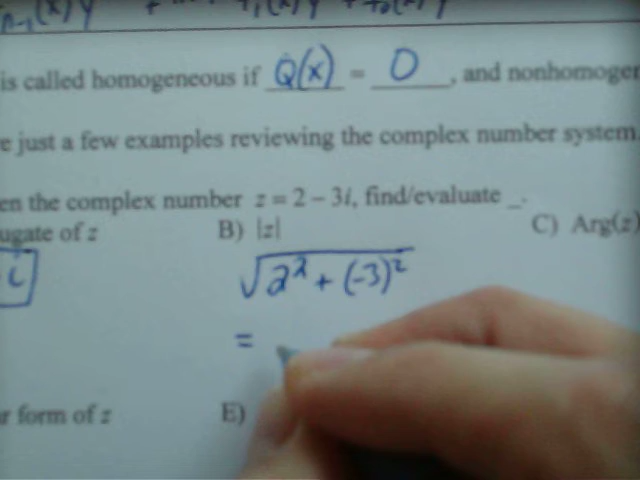 is called homogeneous if Q(x) = 0, and nonhomoger
e just a few examples reviewing the complex number system.
en the complex number z = 2 – 3i, find/evaluate _.
ugate of z B) |z| C) Arg(z)
i √2² + (-3)²
=
r form of z E)